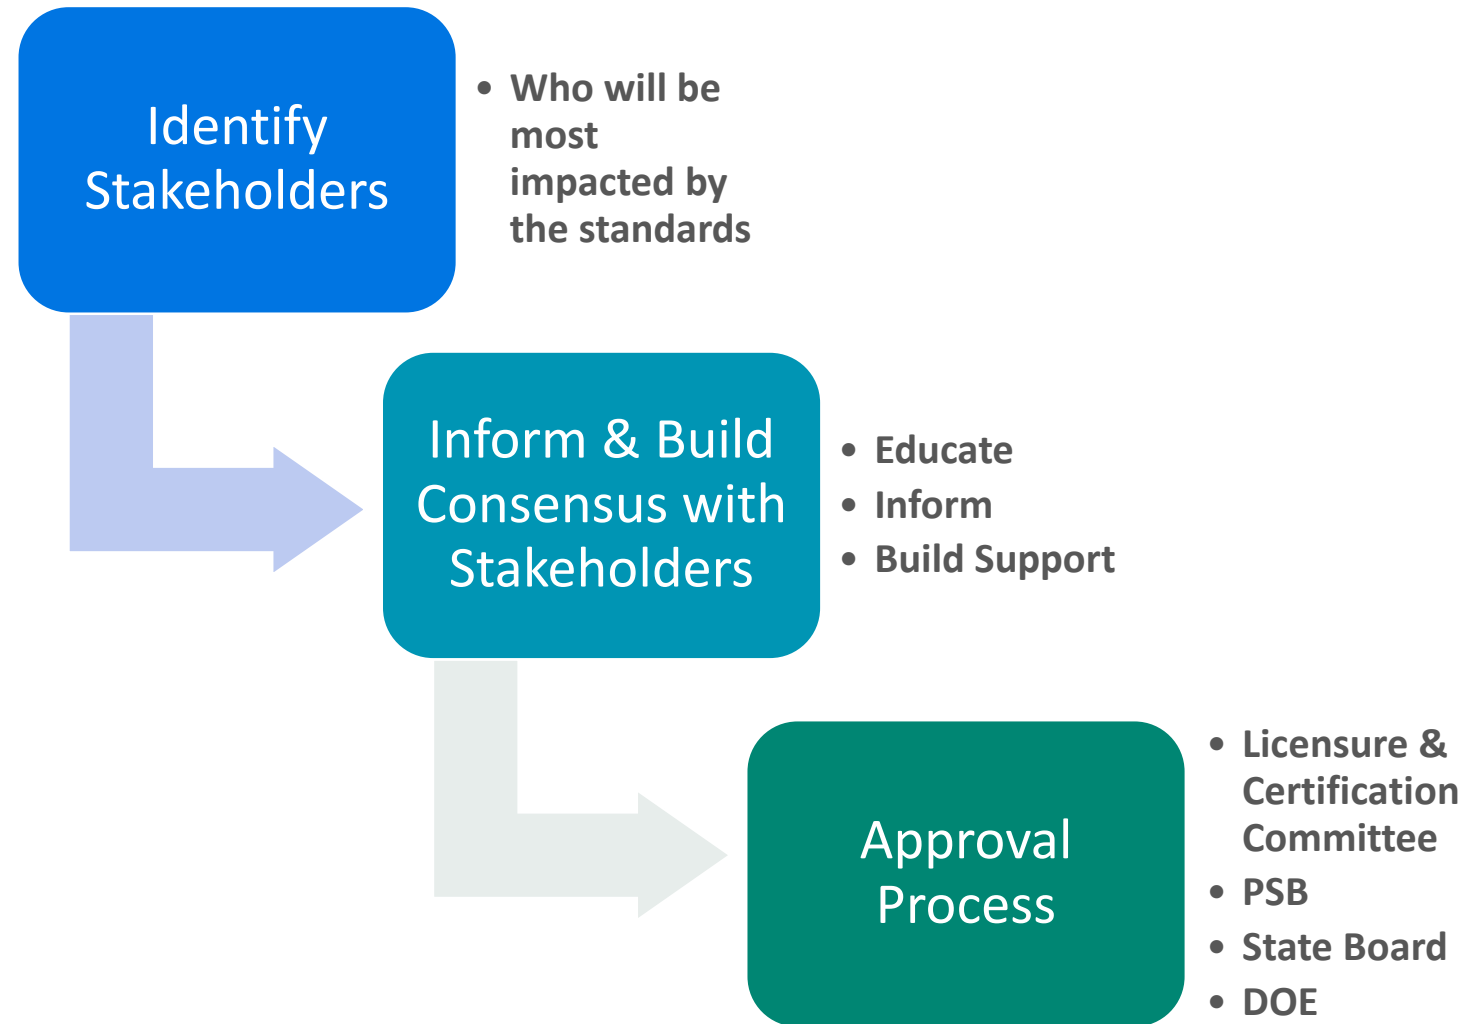 Identify
Stakeholders
• Who will be
most
impacted by
the standards
Inform & Build
Consensus with
Stakeholders
• Educate
• Inform
• Build Support
Approval
Process
• Licensure &
Certification
Committee
• PSB
• State Board
• DOE